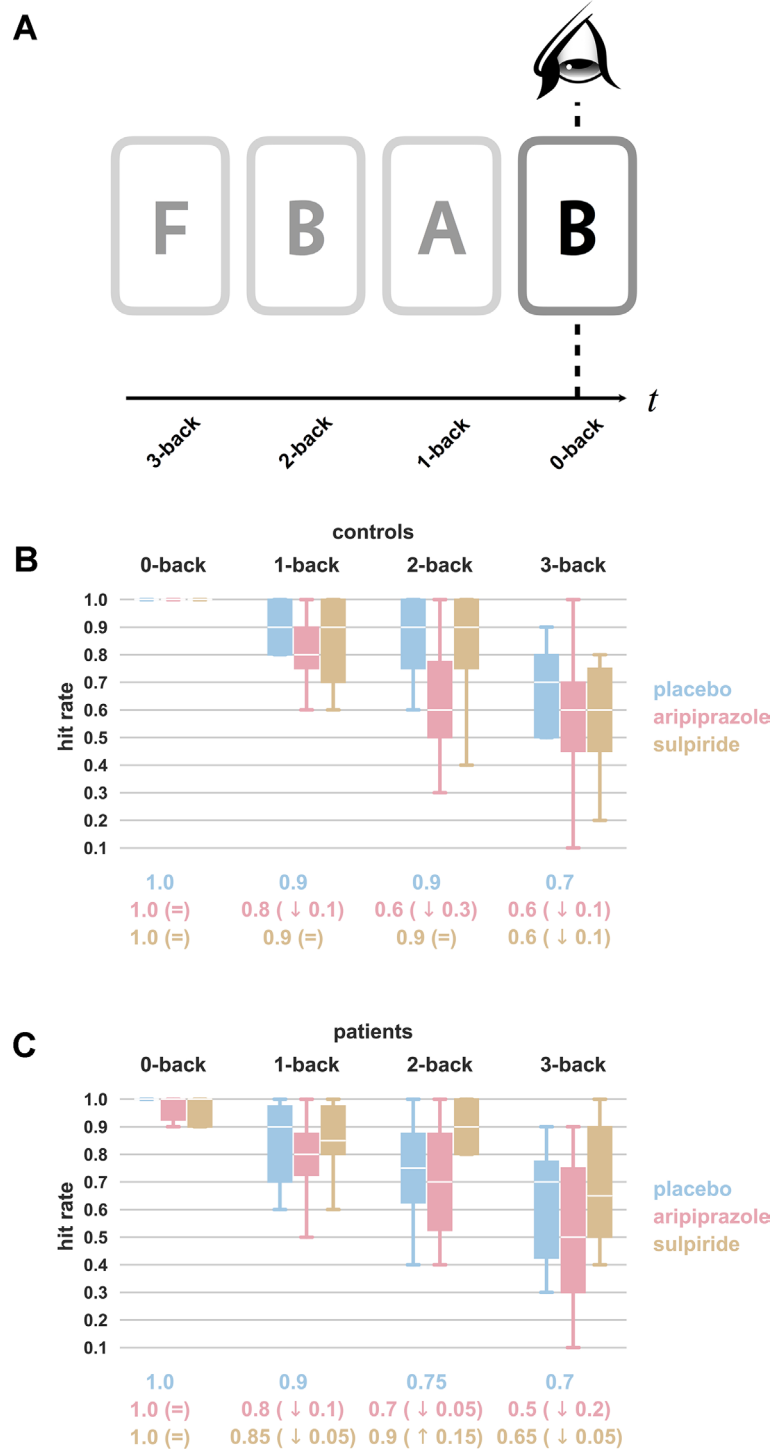 A
F B A B
t
3-back 2-back 1-back 0-back
B
controls
0-back 1-back 2-back 3-back
hit rate
1.0
0.9
0.8
0.7
0.6
0.5
0.4
0.3
0.2
0.1
placebo
aripiprazole
sulpiride
1.0 0.9 0.9 0.7
1.0 (=) 0.8 (↓ 0.1) 0.6 (↓ 0.3) 0.6 (↓ 0.1)
1.0 (=) 0.9 (=) 0.9 (=) 0.6 (↓ 0.1)
C
patients
0-back 1-back 2-back 3-back
hit rate
1.0
0.9
0.8
0.7
0.6
0.5
0.4
0.3
0.2
0.1
placebo
aripiprazole
sulpiride
1.0 0.9 0.75 0.7
1.0 (=) 0.8 (↓ 0.1) 0.7 (↓ 0.05) 0.5 (↓ 0.2)
1.0 (=) 0.85 (↓ 0.05) 0.9 (↑ 0.15) 0.65 (↓ 0.05)